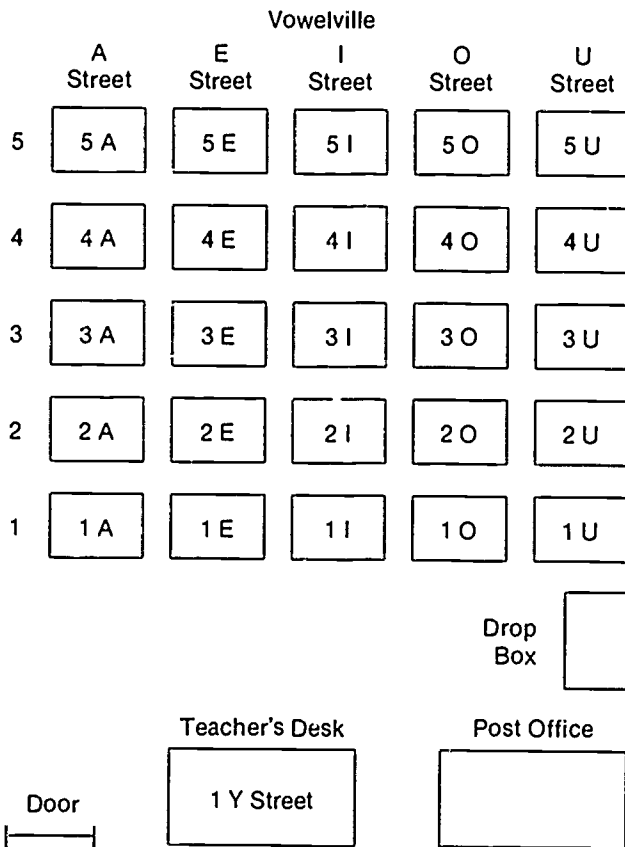 Vowelville
A E I O U
Street Street Street Street Street
5 5 A 5 E 5 I 5 O 5 U
4 4 A 4 E 4 I 4 O 4 U
3 3 A 3 E 3 I 3 O 3 U
2 2 A 2 E 2 I 2 O 2 U
1 1 A 1 E 1 I 1 O 1 U
Drop
Box
Teacher's Desk Post Office
1 Y Street
Door